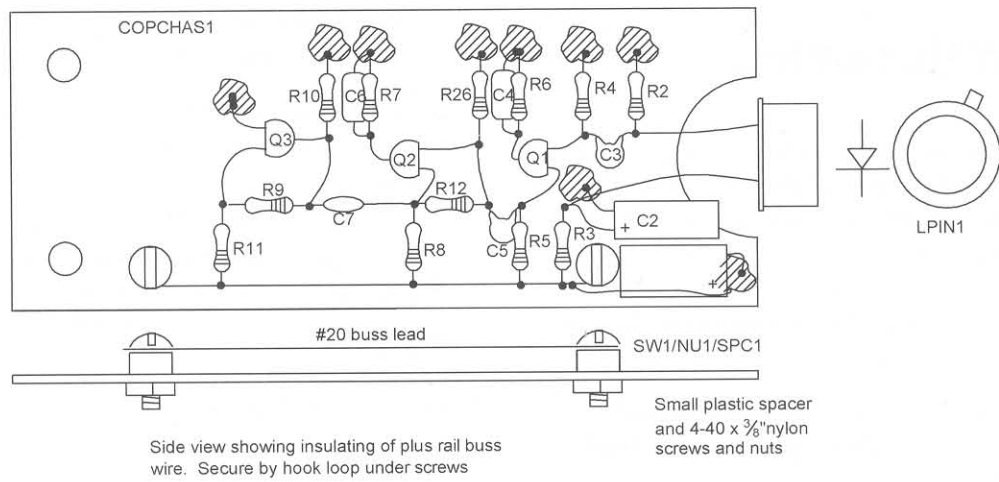 COPCHAS1
R10
C6
R7
R26
C4
R6
R4
R2
Q3
Q2
Q1
C3
R9
C7
R12
R11
R8
C5
R5
R3
+ C2
+
LPIN1
#20 buss lead
SW1/NU1/SPC1
Side view showing insulating of plus rail buss
wire. Secure by hook loop under screws
Small plastic spacer
and 4-40 x ⅜"nylon
screws and nuts